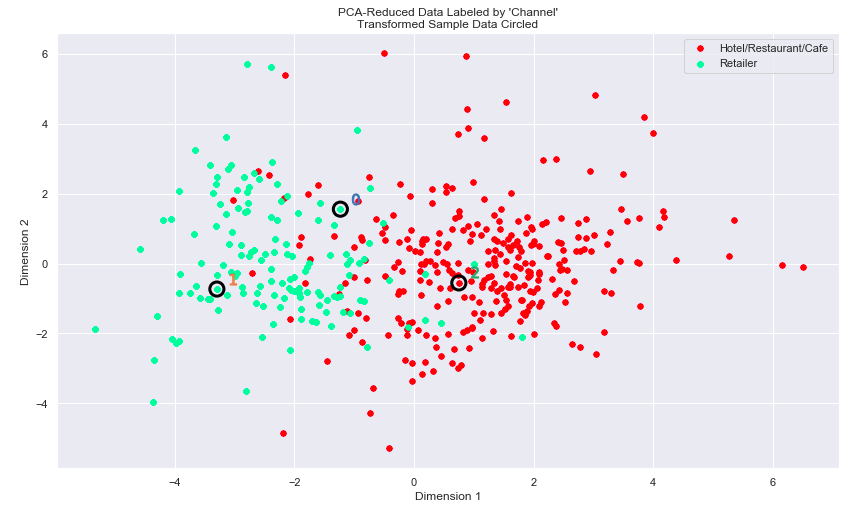 PCA-Reduced Data Labeled by 'Channel'
Transformed Sample Data Circled
Hotel/Restaurant/Cafe
Retailer
6
4
2
0
−2
−4
0
1
2
−4
−2
0
2
4
6
Dimension 2
Dimension 1